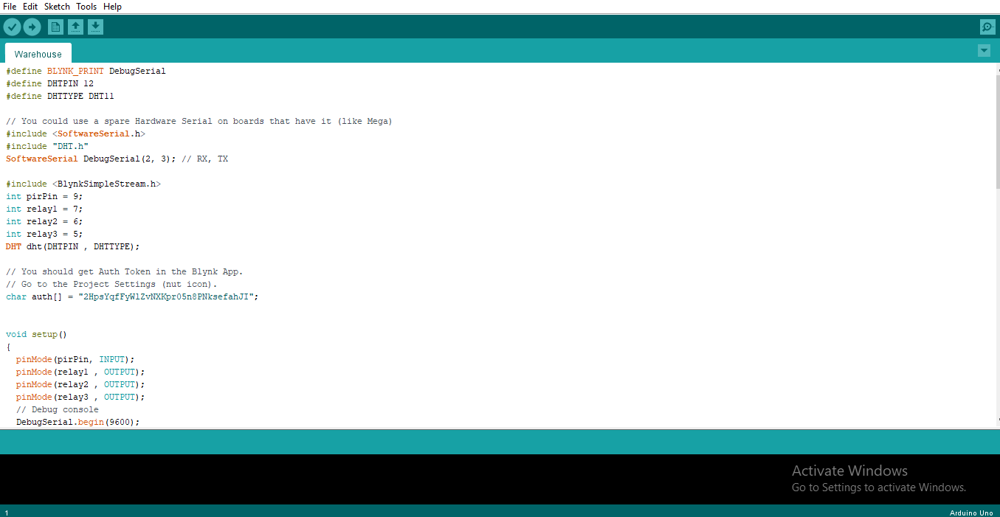 File Edit Sketch Tools Help
Warehouse
#define BLYNK_PRINT DebugSerial
#define DHTPIN 12
#define DHTTYPE DHT11
// You could use a spare Hardware Serial on boards that have it (like Mega)
#include <SoftwareSerial.h>
#include "DHT.h"
SoftwareSerial DebugSerial(2, 3); // RX, TX
#include <BlynkSimpleStream.h>
int pirPin = 9;
int relay1 = 7;
int relay2 = 6;
int relay3 = 5;
DHT dht(DHTPIN , DHTTYPE);
// You should get Auth Token in the Blynk App.
// Go to the Project Settings (nut icon).
char auth[] = "2HpsYqfFyWlZvNXKpr05n8PNksefahJI";
void setup()
{
  pinMode(pirPin, INPUT);
  pinMode(relay1 , OUTPUT);
  pinMode(relay2 , OUTPUT);
  pinMode(relay3 , OUTPUT);
  // Debug console
  DebugSerial.begin(9600);
Activate Windows
Go to Settings to activate Windows.
1
Arduino Uno